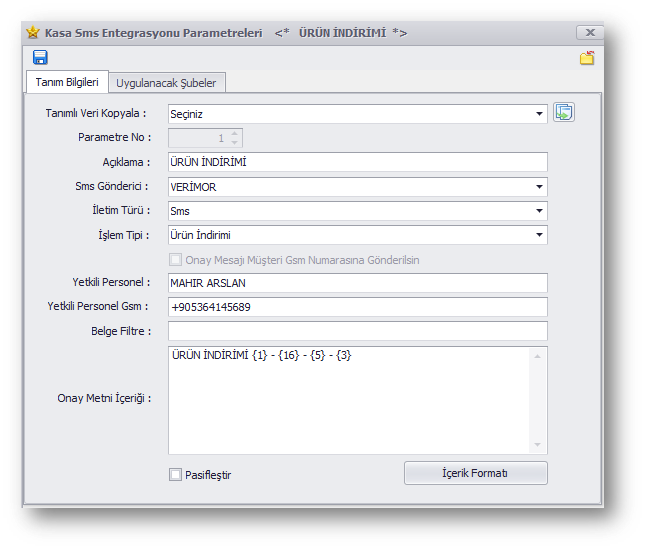 Kasa Sms Entegrasyonu Parametreleri <* ÜRÜN İNDİRİMİ *>
Tanım Bilgileri Uygulanacak Şubeler
Tanımlı Veri Kopyala : Seçiniz
Parametre No : 1
Açıklama : ÜRÜN İNDİRİMİ
Sms Gönderici : VERİMOR
İletim Türü : Sms
İşlem Tipi : Ürün İndirimi
Onay Mesajı Müşteri Gsm Numarasına Gönderilsin
Yetkili Personel : MAHIR ARSLAN
Yetkili Personel Gsm : +905364145689
Belge Filtre :
ÜRÜN İNDİRİMİ {1} - {16} - {5} - {3}
Onay Metni İçeriği :
Pasifleştir İçerik Formatı